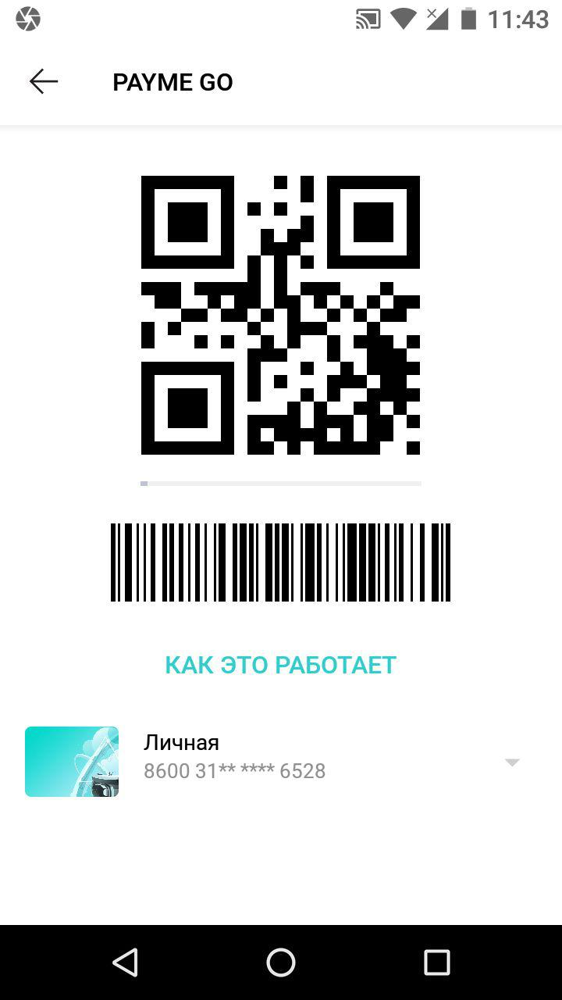 11:43
PAYME GO
КАК ЭТО РАБОТАЕТ
Личная
8600 31** **** 6528